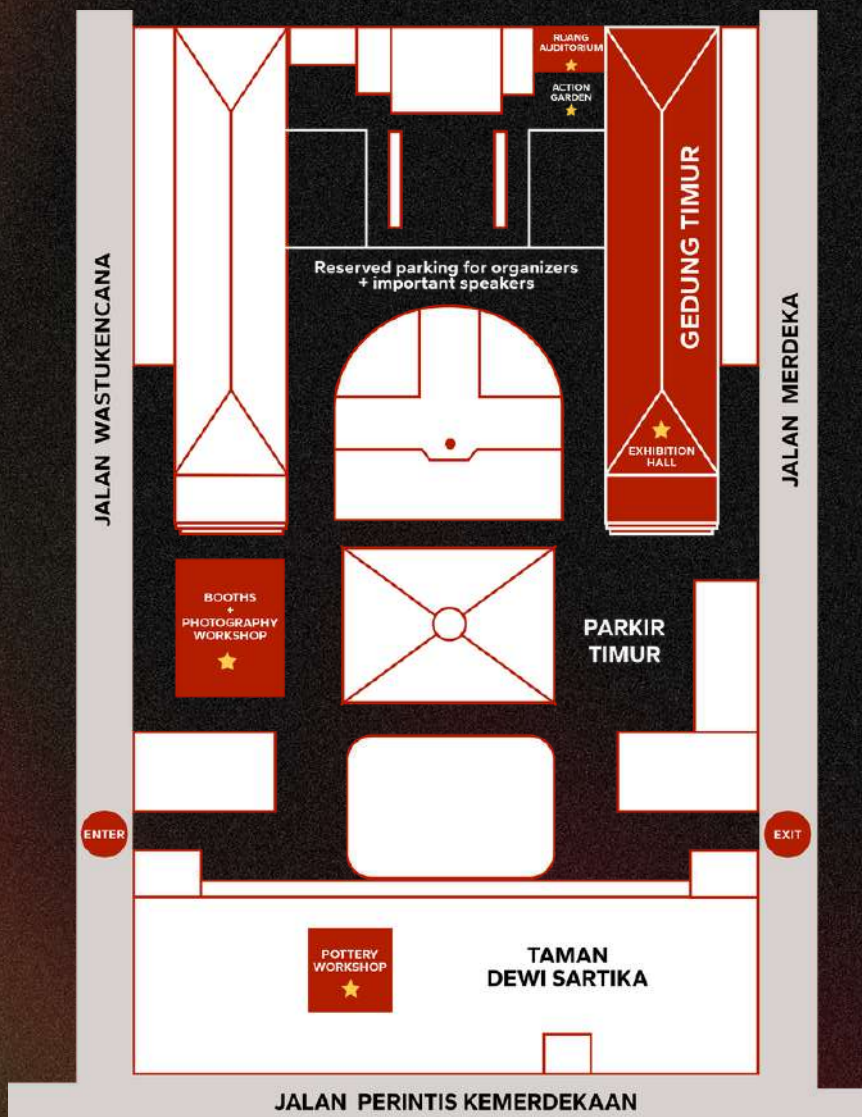 RUANG
AUDITORIUM
ACTION
GARDEN
GEDUNG TIMUR
Reserved parking for organizers
+ important speakers
JALAN WASTUKENCANA
JALAN MERDEKA
EXHIBITION
HALL
BOOTHS
+
PHOTOGRAPHY
WORKSHOP
PARKIR
TIMUR
ENTER
EXIT
POTTERY
WORKSHOP
TAMAN
DEWI SARTIKA
JALAN PERINTIS KEMERDEKAAN